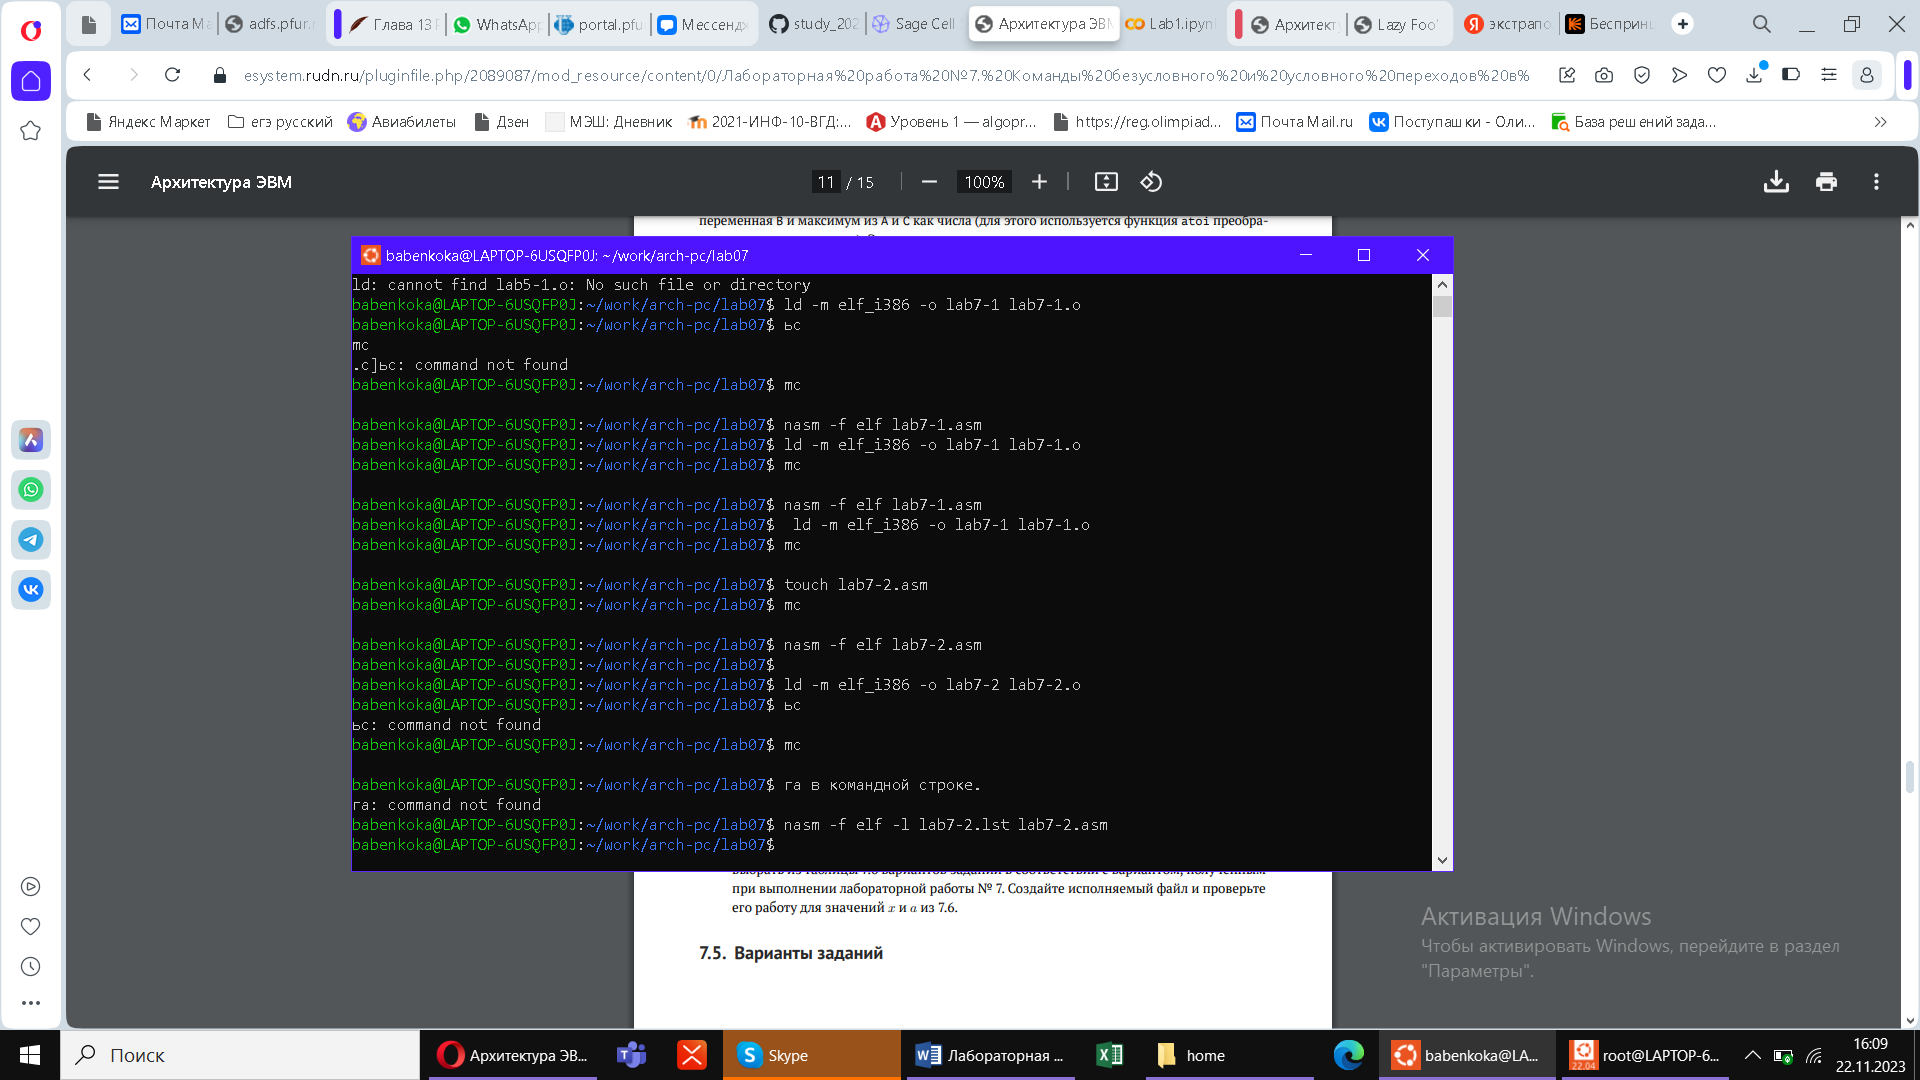 Почта Ma
adfs.pfur.r
Глава 13 F
WhatsApp
portal.pfu
Мессендж
study_202
Sage Cell
Архитектура ЭВМ
Lab1.ipyn
Архитект
Lazy Foo'
экстрапо
Бесприн
esystem.rudn.ru/pluginfile.php/2089087/mod_resource/content/0/Лабораторная%20работа%20№7.%20Команды%20безусловного%20и%20условного%20переходов%20в%
Яндекс Маркет
егэ русский
Авиабилеты
Дзен
МЭШ: Дневник
2021-ИНФ-10-ВГД:...
Уровень 1 — algopr...
https://reg.olimpiad...
Почта Mail.ru
Поступашки - Оли...
База решений зада...
Архитектура ЭВМ
11 / 15
100%
переменная B и максимум из A и C как числа (для этого используется функция atoi преобра-
babenkoka@LAPTOP-6USQFP0J: ~/work/arch-pc/lab07
ld: cannot find lab5-1.o: No such file or directory
babenkoka@LAPTOP-6USQFP0J:~/work/arch-pc/lab07$ ld -m elf_i386 -o lab7-1 lab7-1.o
babenkoka@LAPTOP-6USQFP0J:~/work/arch-pc/lab07$ ьс
mc
.c]ьс: command not found
babenkoka@LAPTOP-6USQFP0J:~/work/arch-pc/lab07$ mc
babenkoka@LAPTOP-6USQFP0J:~/work/arch-pc/lab07$ nasm -f elf lab7-1.asm
babenkoka@LAPTOP-6USQFP0J:~/work/arch-pc/lab07$ ld -m elf_i386 -o lab7-1 lab7-1.o
babenkoka@LAPTOP-6USQFP0J:~/work/arch-pc/lab07$ mc
babenkoka@LAPTOP-6USQFP0J:~/work/arch-pc/lab07$ nasm -f elf lab7-1.asm
babenkoka@LAPTOP-6USQFP0J:~/work/arch-pc/lab07$  ld -m elf_i386 -o lab7-1 lab7-1.o
babenkoka@LAPTOP-6USQFP0J:~/work/arch-pc/lab07$ mc
babenkoka@LAPTOP-6USQFP0J:~/work/arch-pc/lab07$ touch lab7-2.asm
babenkoka@LAPTOP-6USQFP0J:~/work/arch-pc/lab07$ mc
babenkoka@LAPTOP-6USQFP0J:~/work/arch-pc/lab07$ nasm -f elf lab7-2.asm
babenkoka@LAPTOP-6USQFP0J:~/work/arch-pc/lab07$
babenkoka@LAPTOP-6USQFP0J:~/work/arch-pc/lab07$ ld -m elf_i386 -o lab7-2 lab7-2.o
babenkoka@LAPTOP-6USQFP0J:~/work/arch-pc/lab07$ ьс
ьс: command not found
babenkoka@LAPTOP-6USQFP0J:~/work/arch-pc/lab07$ mc
babenkoka@LAPTOP-6USQFP0J:~/work/arch-pc/lab07$ га в командной строке.
га: command not found
babenkoka@LAPTOP-6USQFP0J:~/work/arch-pc/lab07$ nasm -f elf -l lab7-2.lst lab7-2.asm
babenkoka@LAPTOP-6USQFP0J:~/work/arch-pc/lab07$
выбрать из таблицы 7.6 вариантов заданий в соответствии с вариантом, полученным
при выполнении лабораторной работы № 7. Создайте исполняемый файл и проверьте
его работу для значений x и a из 7.6.
7.5. Варианты заданий
Активация Windows
Чтобы активировать Windows, перейдите в раздел
"Параметры".
Поиск
Архитектура ЭВ...
Skype
Лабораторная ...
home
babenkoka@LA...
22.04
root@LAPTOP-6...
16:09
22.11.2023